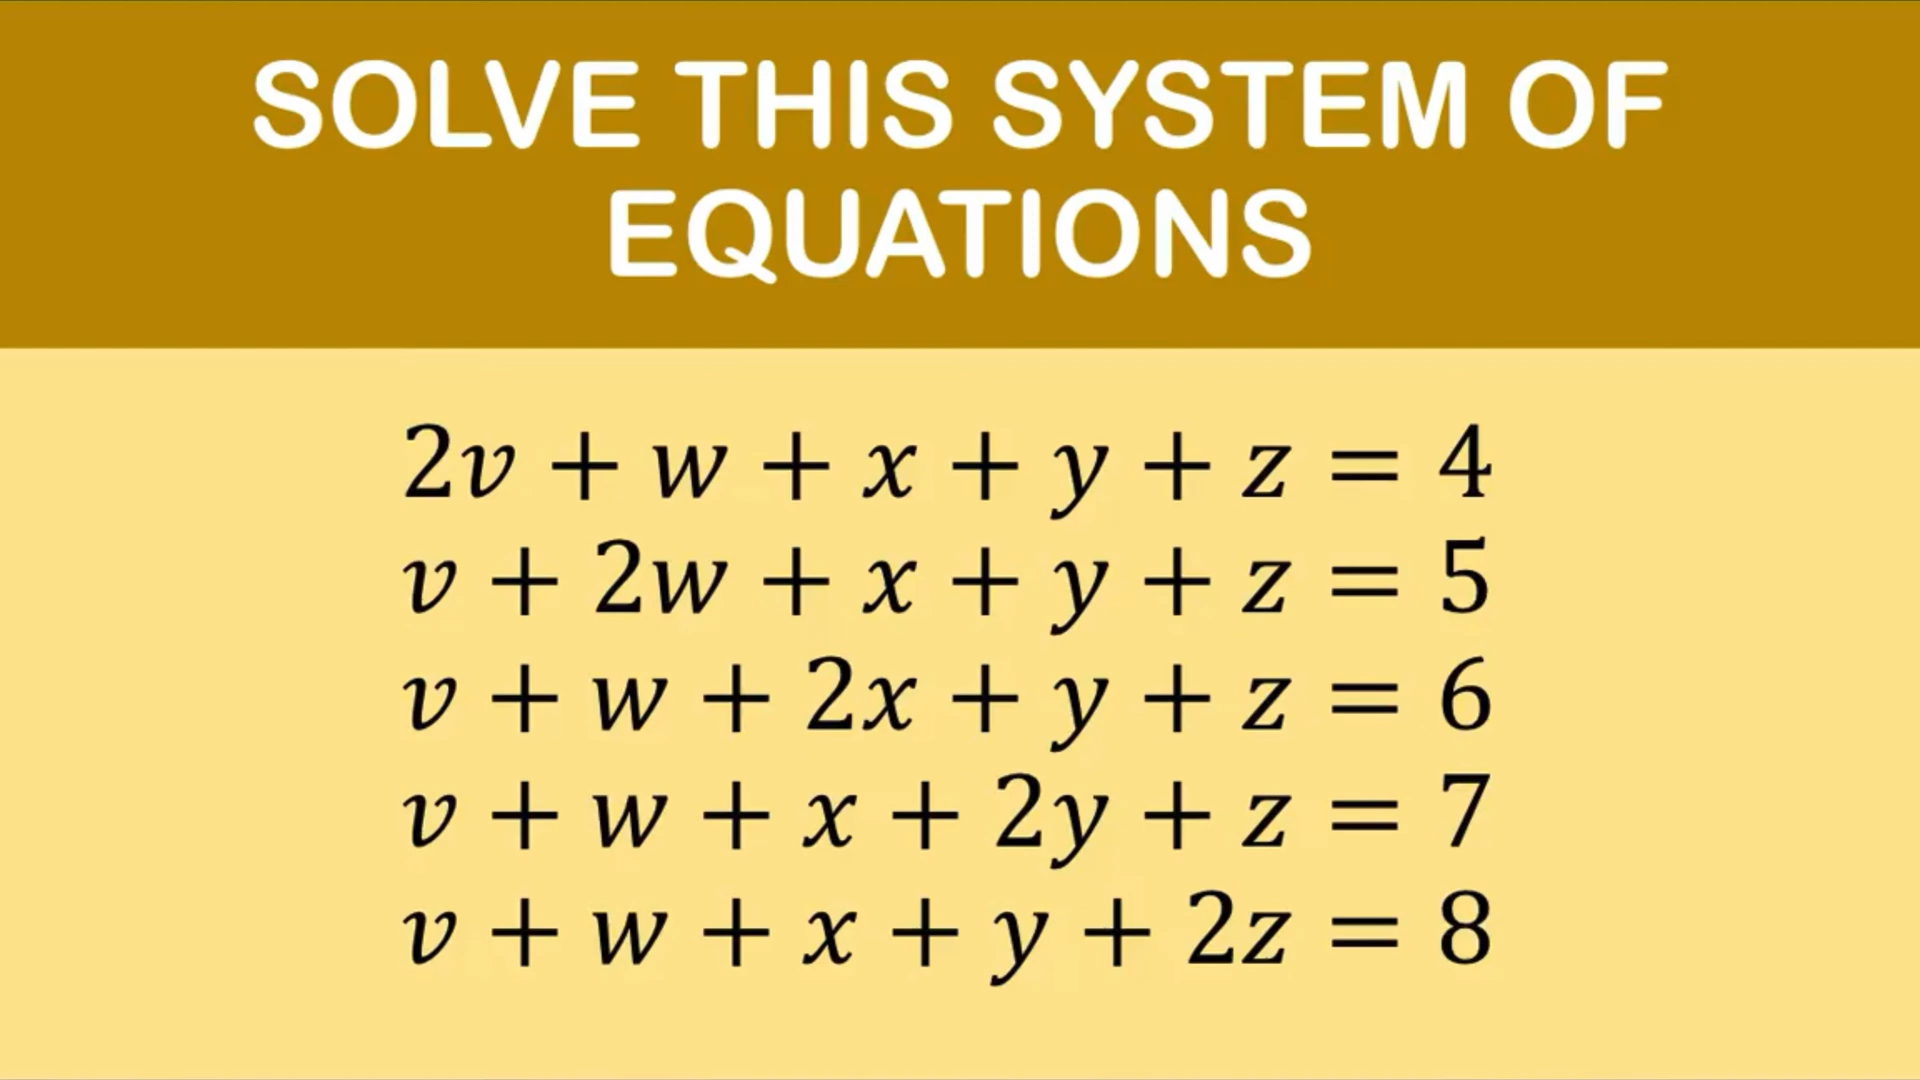 SOLVE THIS SYSTEM OF
EQUATIONS
2v + w + x + y + z = 4
v + 2w + x + y + z = 5
v + w + 2x + y + z = 6
v + w + x + 2y + z = 7
v + w + x + y + 2z = 8